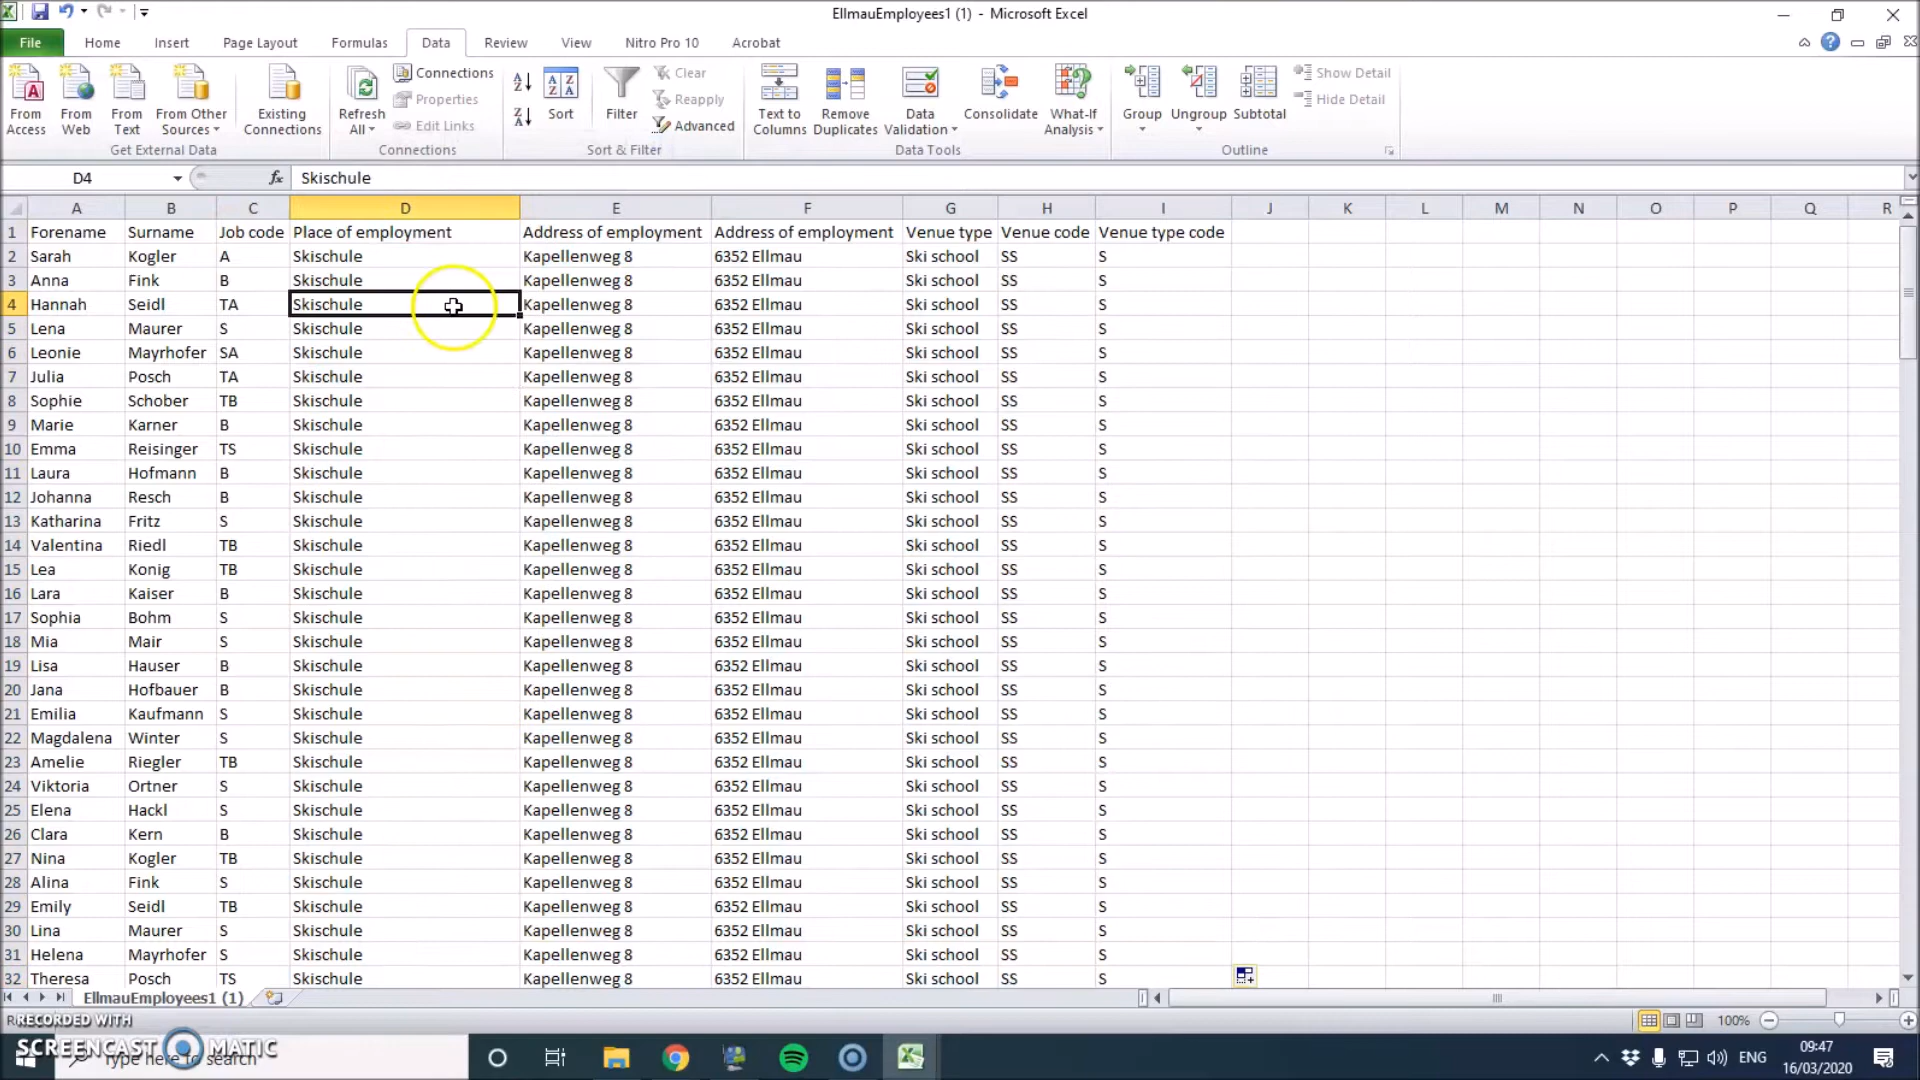 EllmauEmployees1 (1) - Microsoft Excel
File Home Insert Page Layout Formulas Data Review View Nitro Pro 10 Acrobat
From Access From Web From Text From Other Sources Existing Connections Refresh All Connections Properties Edit Links Sort Filter Clear Reapply Advanced Text to Columns Remove Duplicates Data Validation Consolidate What-If Analysis Group Ungroup Subtotal Show Detail Hide Detail
Get External Data Connections Sort & Filter Data Tools Outline
D4 fx Skischule
A B C D E F G H I J K L M N O P Q R
1 Forename Surname Job code Place of employment Address of employment Address of employment Venue type Venue code Venue type code
2 Sarah Kogler A Skischule Kapellenweg 8 6352 Ellmau Ski school SS S
3 Anna Fink B Skischule Kapellenweg 8 6352 Ellmau Ski school SS S
4 Hannah Seidl TA Skischule Kapellenweg 8 6352 Ellmau Ski school SS S
5 Lena Maurer S Skischule Kapellenweg 8 6352 Ellmau Ski school SS S
6 Leonie Mayrhofer SA Skischule Kapellenweg 8 6352 Ellmau Ski school SS S
7 Julia Posch TA Skischule Kapellenweg 8 6352 Ellmau Ski school SS S
8 Sophie Schober TB Skischule Kapellenweg 8 6352 Ellmau Ski school SS S
9 Marie Karner B Skischule Kapellenweg 8 6352 Ellmau Ski school SS S
10 Emma Reisinger TS Skischule Kapellenweg 8 6352 Ellmau Ski school SS S
11 Laura Hofmann B Skischule Kapellenweg 8 6352 Ellmau Ski school SS S
12 Johanna Resch B Skischule Kapellenweg 8 6352 Ellmau Ski school SS S
13 Katharina Fritz S Skischule Kapellenweg 8 6352 Ellmau Ski school SS S
14 Valentina Riedl TB Skischule Kapellenweg 8 6352 Ellmau Ski school SS S
15 Lea Konig TB Skischule Kapellenweg 8 6352 Ellmau Ski school SS S
16 Lara Kaiser B Skischule Kapellenweg 8 6352 Ellmau Ski school SS S
17 Sophia Bohm S Skischule Kapellenweg 8 6352 Ellmau Ski school SS S
18 Mia Mair S Skischule Kapellenweg 8 6352 Ellmau Ski school SS S
19 Lisa Hauser B Skischule Kapellenweg 8 6352 Ellmau Ski school SS S
20 Jana Hofbauer B Skischule Kapellenweg 8 6352 Ellmau Ski school SS S
21 Emilia Kaufmann S Skischule Kapellenweg 8 6352 Ellmau Ski school SS S
22 Magdalena Winter S Skischule Kapellenweg 8 6352 Ellmau Ski school SS S
23 Amelie Riegler TB Skischule Kapellenweg 8 6352 Ellmau Ski school SS S
24 Viktoria Ortner S Skischule Kapellenweg 8 6352 Ellmau Ski school SS S
25 Elena Hackl S Skischule Kapellenweg 8 6352 Ellmau Ski school SS S
26 Clara Kern B Skischule Kapellenweg 8 6352 Ellmau Ski school SS S
27 Nina Kogler TB Skischule Kapellenweg 8 6352 Ellmau Ski school SS S
28 Alina Fink S Skischule Kapellenweg 8 6352 Ellmau Ski school SS S
29 Emily Seidl TB Skischule Kapellenweg 8 6352 Ellmau Ski school SS S
30 Lina Maurer S Skischule Kapellenweg 8 6352 Ellmau Ski school SS S
31 Helena Mayrhofer S Skischule Kapellenweg 8 6352 Ellmau Ski school SS S
32 Theresa Posch TS Skischule Kapellenweg 8 6352 Ellmau Ski school SS S
EllmauEmployees1 (1)
RECORDED WITH 100%
SCREENCAST MATIC
Type here to search ENG 09:47
16/03/2020